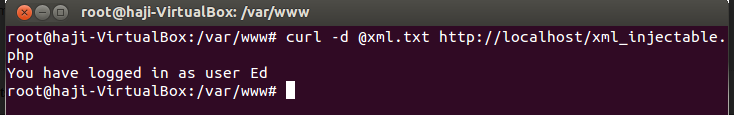 root@haji-VirtualBox: /var/www
root@haji-VirtualBox:/var/www# curl -d @xml.txt http://localhost/xml_injectable.
php
You have logged in as user Ed
root@haji-VirtualBox:/var/www#